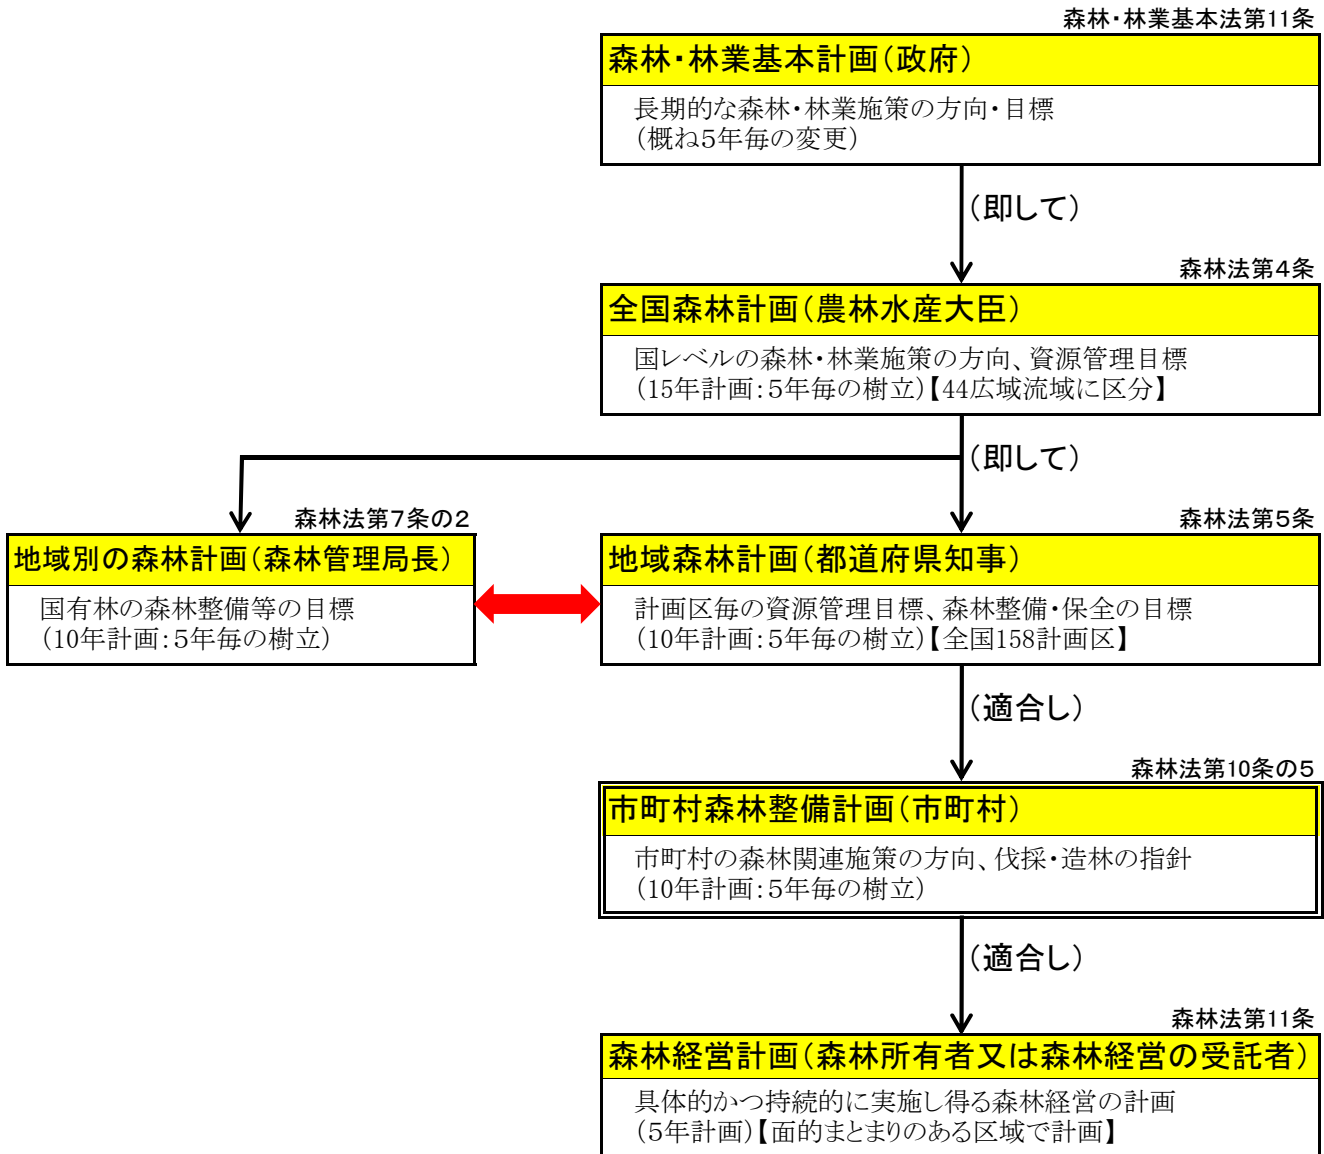 森林・林業基本法第11条
森林・林業基本計画（政府）
長期的な森林・林業施策の方向・目標
（概ね５年毎の変更）
（即して）
森林法第４条
全国森林計画（農林水産大臣）
国レベルの森林・林業施策の方向、資源管理目標
（15年計画：５年毎の樹立）【44広域流域に区分】
（即して）
森林法第７条の２
地域別の森林計画（森林管理局長）
国有林の森林整備等の目標
（10年計画：５年毎の樹立）
森林法第５条
地域森林計画（都道府県知事）
計画区毎の資源管理目標、森林整備・保全の目標
（10年計画：５年毎の樹立）【全国158計画区】
（適合し）
森林法第10条の５
市町村森林整備計画（市町村）
市町村の森林関連施策の方向、伐採・造林の指針
（10年計画：５年毎の樹立）
（適合し）
森林法第11条
森林経営計画（森林所有者又は森林経営の受託者）
具体的かつ持続的に実施し得る森林経営の計画
（５年計画）【面的まとまりのある区域で計画】